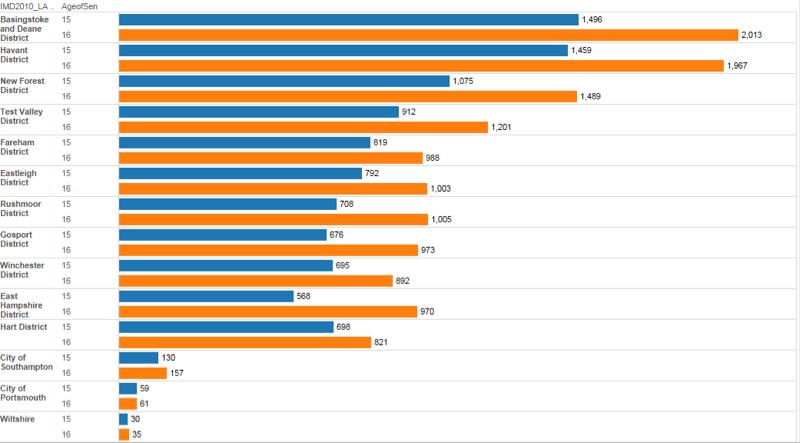 IMD2010_LA .. AgeofSen
Basingstoke and Deane District
15 1,496
16 2,013
Havant District
15 1,459
16 1,967
New Forest District
15 1,075
16 1,489
Test Valley District
15 912
16 1,201
Fareham District
15 819
16 988
Eastleigh District
15 792
16 1,003
Rushmoor District
15 708
16 1,005
Gosport District
15 676
16 973
Winchester District
15 695
16 892
East Hampshire District
15 568
16 970
Hart District
15 698
16 821
City of Southampton
15 130
16 157
City of Portsmouth
15 59
16 61
Wiltshire
15 30
16 35